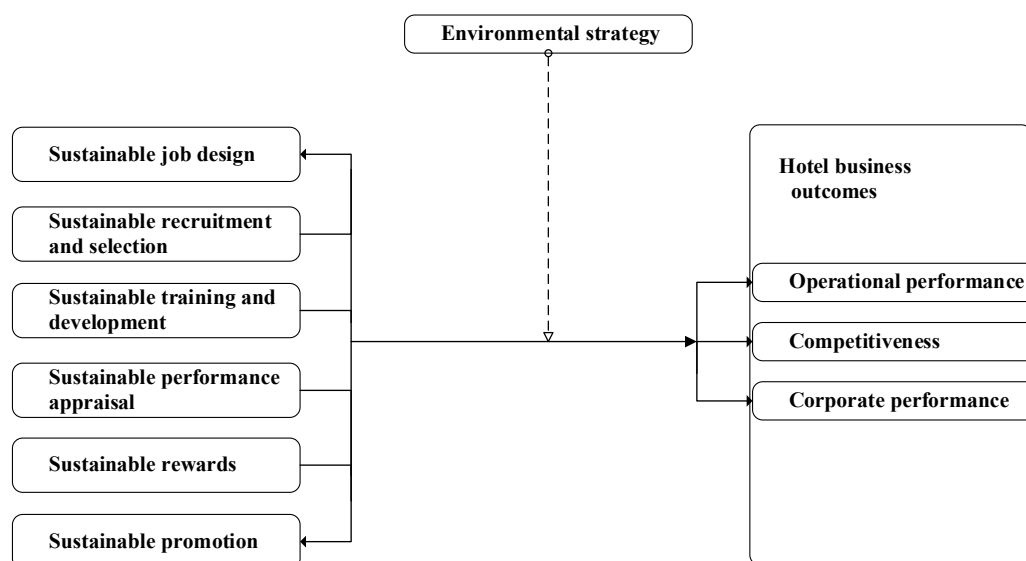 Environmental strategy
Sustainable job design
Sustainable recruitment
and selection
Sustainable training and
development
Sustainable performance
appraisal
Sustainable rewards
Sustainable promotion
Hotel business
outcomes
Operational performance
Competitiveness
Corporate performance